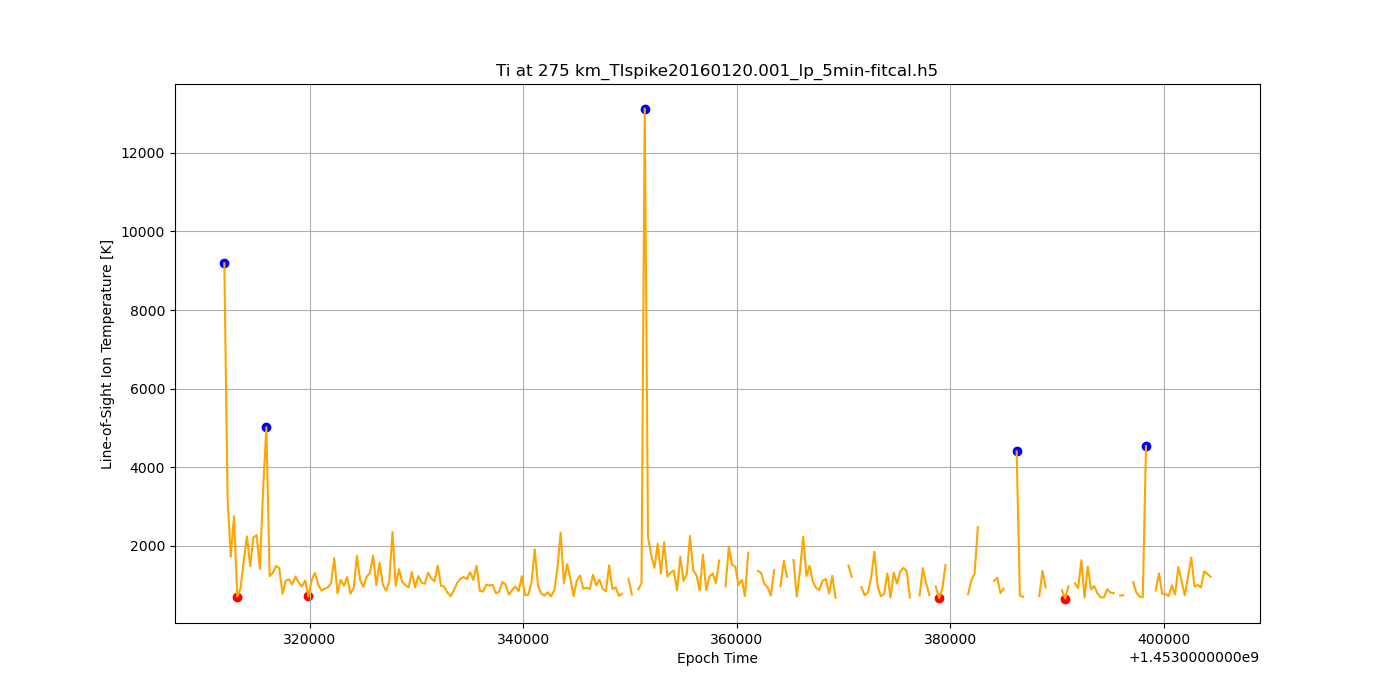 Ti at 275 km_TIspike20160120.001_lp_5min-fitcal.h5
Line-of-Sight Ion Temperature [K]
12000
10000
8000
6000
4000
2000
320000
340000
360000
380000
400000
Epoch Time
+1.4530000000e9